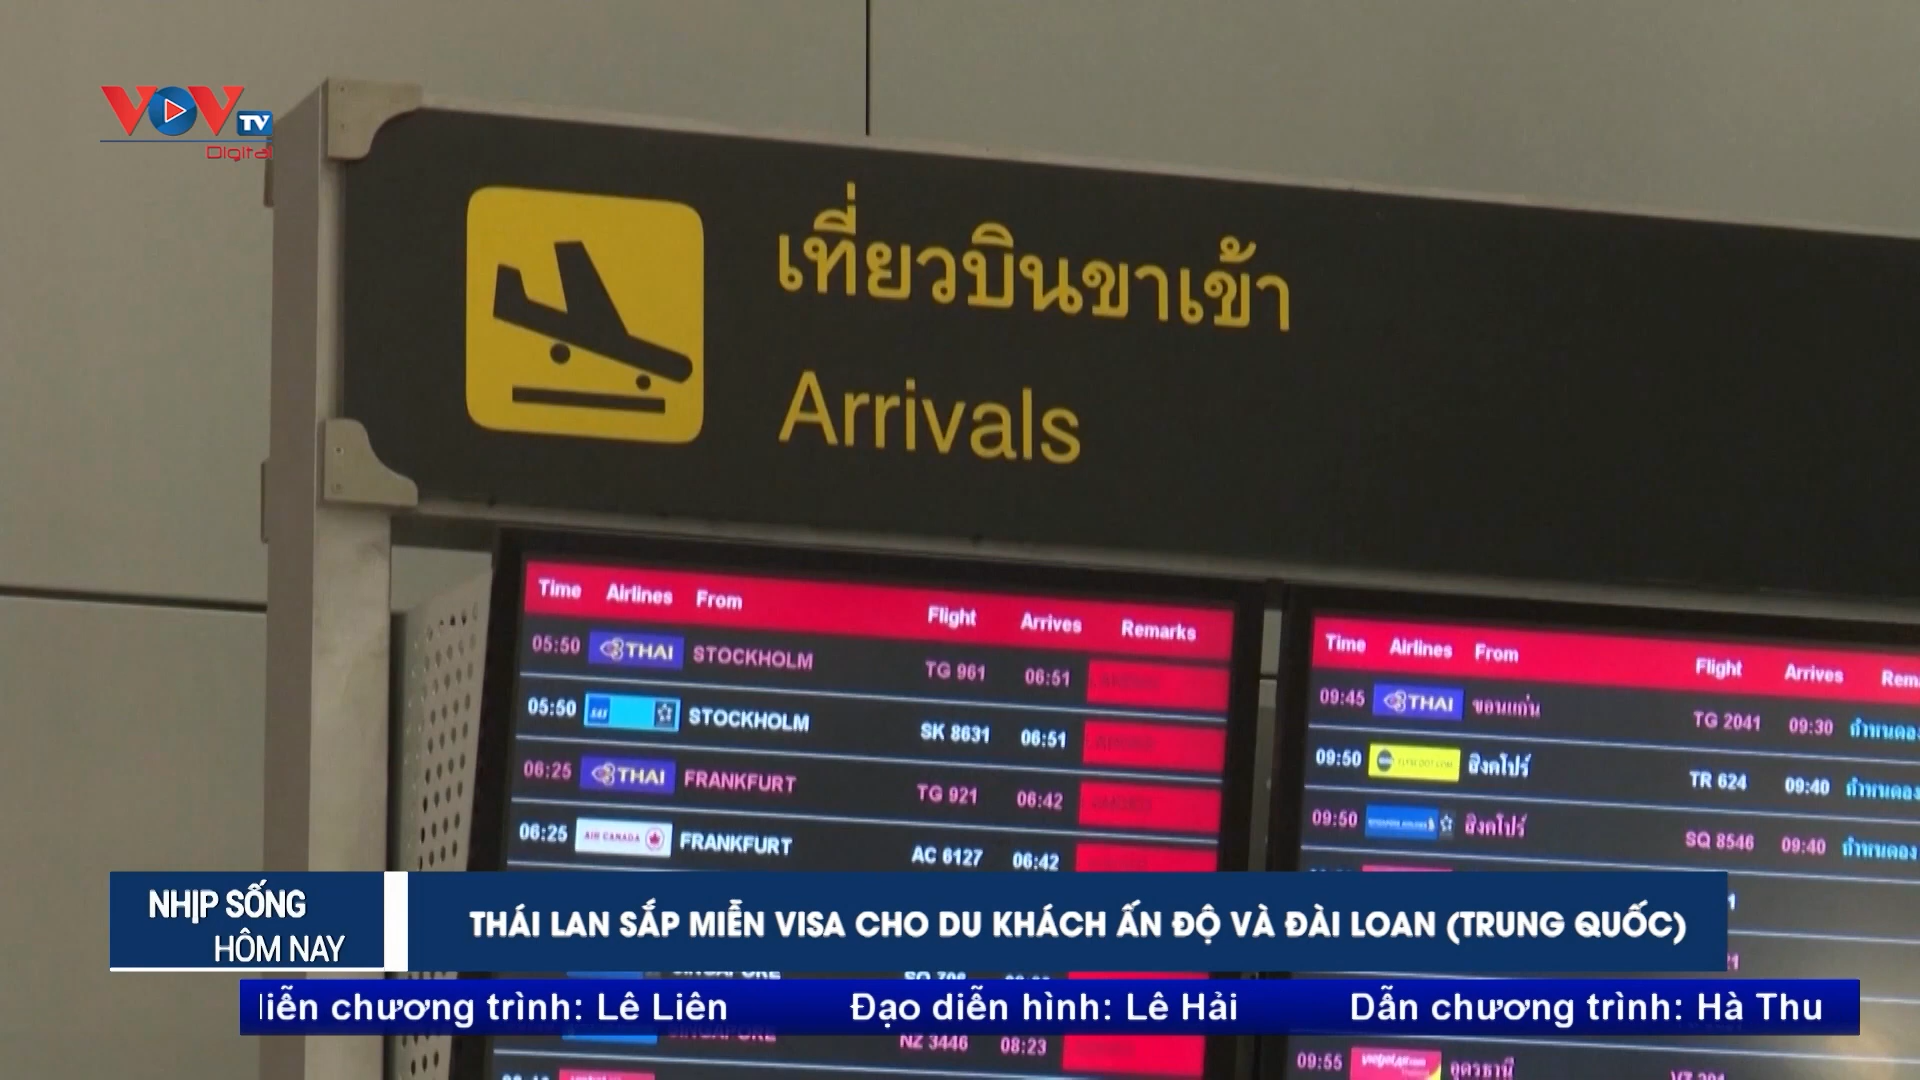 VOV TV
Digital
เที่ยวบินขาเข้า
Arrivals
Time Airlines From Flight Arrives Remarks
05:50 THAI STOCKHOLM TG 961 06:51
05:50 SAS STOCKHOLM SK 8631 06:51
06:25 THAI FRANKFURT TG 921 06:42
06:25 AIR CANADA FRANKFURT AC 6127 06:42
SINGAPORE
SINGAPORE NZ 3446 08:23
Time Airlines From Flight Arrives
09:45 THAI ขอนแก่น TG 2041 09:30
09:50 สิงคโปร์ TR 624 09:40
09:50 SINGAPORE AIRLINES สิงคโปร์ SQ 8546 09:40
09:55 vietjetAir.com อุดรธานี
NHỊP SỐNG
HÔM NAY
THÁI LAN SẮP MIỄN VISA CHO DU KHÁCH ẤN ĐỘ VÀ ĐÀI LOAN (TRUNG QUỐC)
chương trình: Lê Liên Đạo diễn hình: Lê Hải Dẫn chương trình: Hà Thu